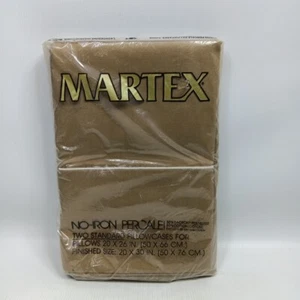 MARTEX
NO-IRON PERCALE
TWO STANDARD PILLOWCASES FOR
PILLOWS 20 X 26 IN. (50 X 66 CM.)
FINISHED SIZE: 20 X 30 IN. (50 X 76 CM.)